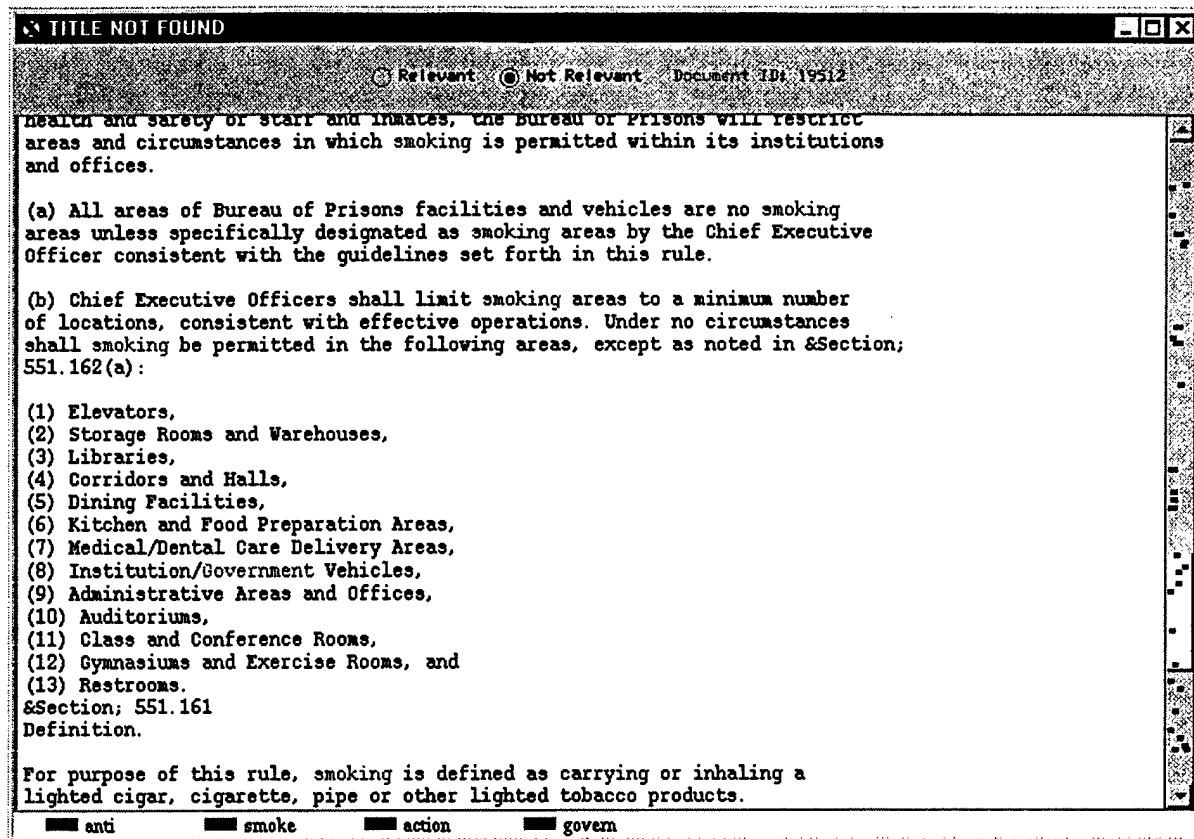 TITLE NOT FOUND
Relevant Not Relevant Document ID: 19512
health and safety of staff and inmates, the Bureau of Prisons will restrict
areas and circumstances in which smoking is permitted within its institutions
and offices.
(a) All areas of Bureau of Prisons facilities and vehicles are no smoking
areas unless specifically designated as smoking areas by the Chief Executive
Officer consistent with the guidelines set forth in this rule.
(b) Chief Executive Officers shall limit smoking areas to a minimum number
of locations, consistent with effective operations. Under no circumstances
shall smoking be permitted in the following areas, except as noted in &Section;
551.162(a):
(1) Elevators,
(2) Storage Rooms and Warehouses,
(3) Libraries,
(4) Corridors and Halls,
(5) Dining Facilities,
(6) Kitchen and Food Preparation Areas,
(7) Medical/Dental Care Delivery Areas,
(8) Institution/Government Vehicles,
(9) Administrative Areas and Offices,
(10) Auditoriums,
(11) Class and Conference Rooms,
(12) Gymnasiums and Exercise Rooms, and
(13) Restrooms.
&Section; 551.161
Definition.
For purpose of this rule, smoking is defined as carrying or inhaling a
lighted cigar, cigarette, pipe or other lighted tobacco products.
anti smoke action govern